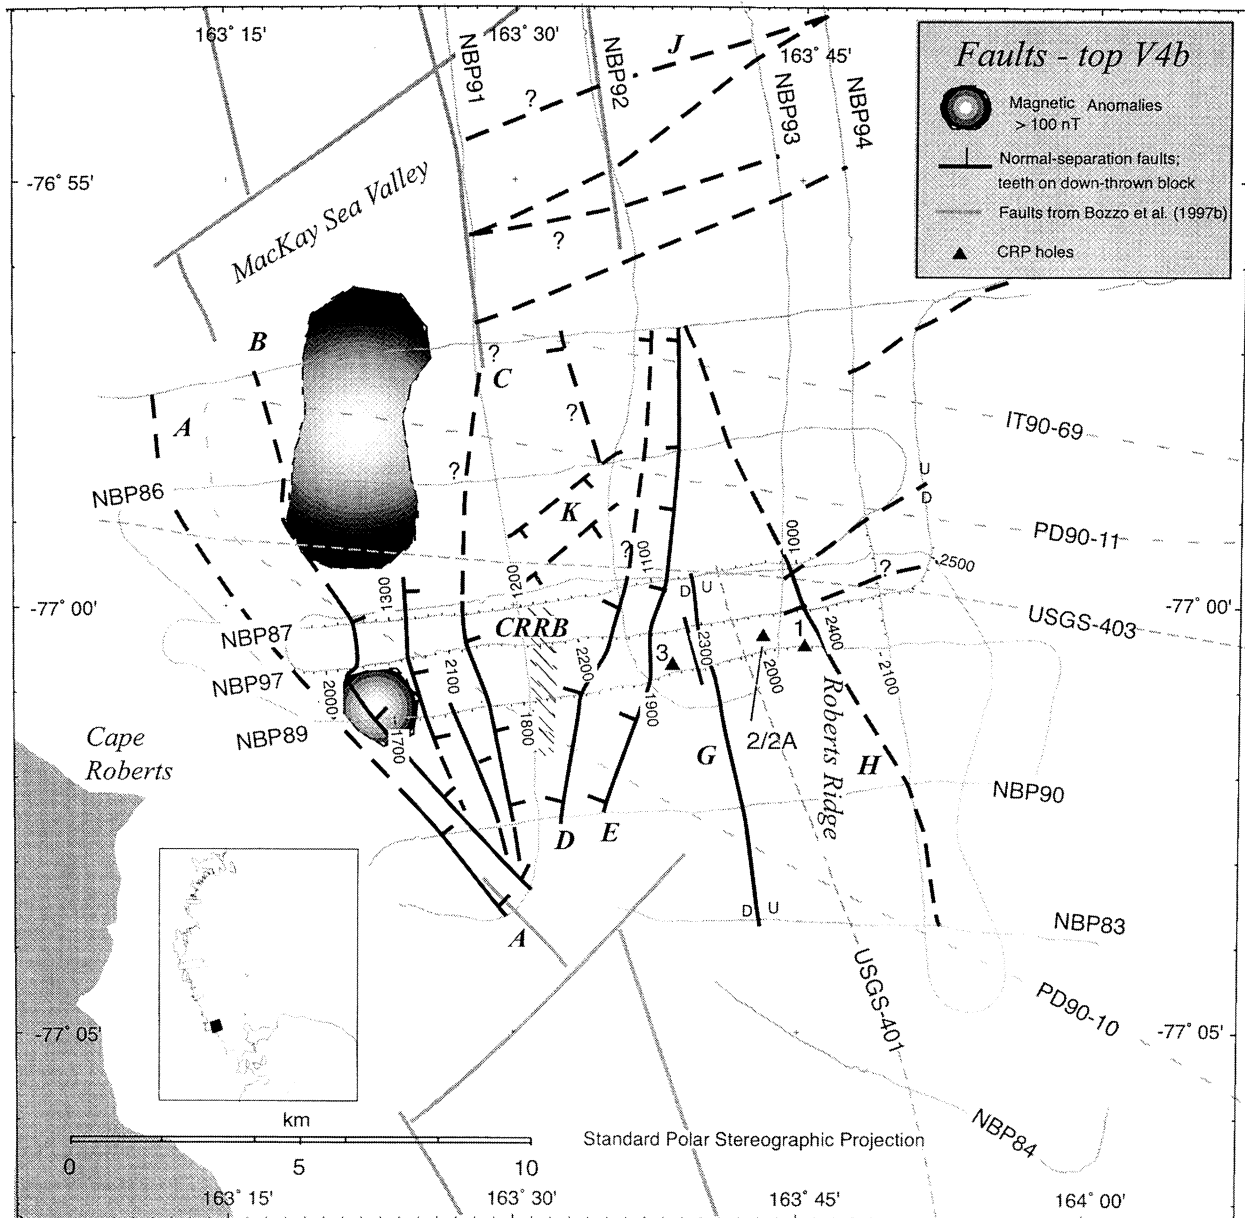 163° 15'
163° 30'
163° 45'
J
NBP91
NBP92
NBP93
NBP94
Faults - top V4b
Magnetic Anomalies
> 100 nT
Normal-separation faults;
teeth on down-thrown block
Faults from Bozzo et al. (1997b)
CRP holes
?
-76° 55'
MacKay Sea Valley
?
B
?
C
A
?
IT90-69
?
NBP86
U
D
K
PD90-11
?
1100
1000
?
2500
1300
1200
-77° 00'
-77° 00'
D
U
USGS-403
NBP87
CRRB
3
2300
1
2400
NBP97
2000
2100
2200
2000
2100
1900
NBP89
1700
1800
2/2A
Cape
Roberts
G
Roberts Ridge
H
NBP90
D
E
D
U
NBP83
A
USGS-401
PD90-10
-77° 05'
-77° 05'
NBP84
km
0
5
10
Standard Polar Stereographic Projection
163° 15'
163° 30'
163° 45'
164° 00'